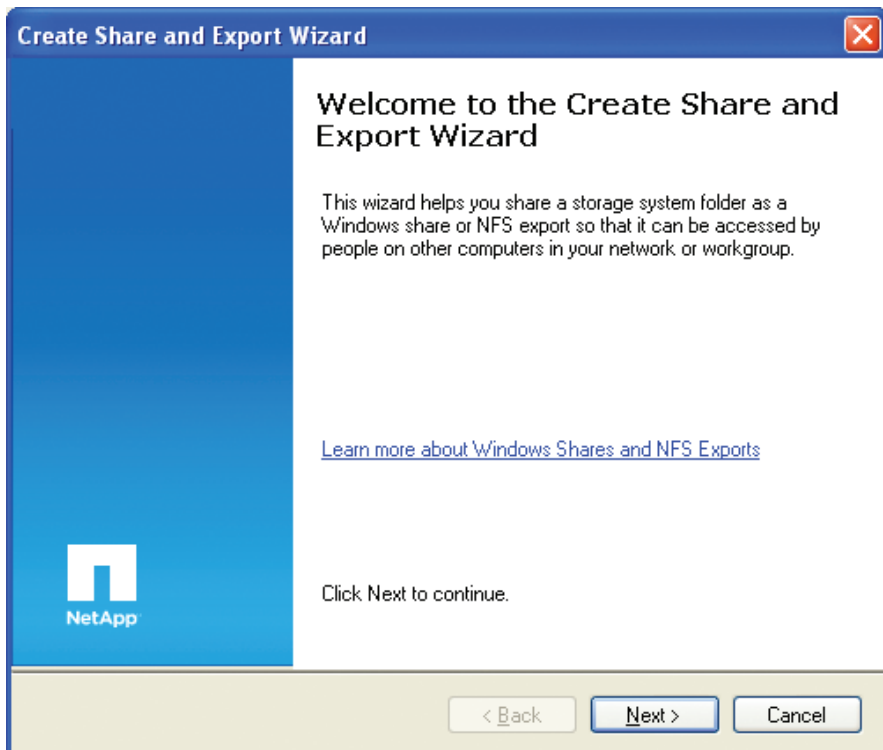 Create Share and Export Wizard
Welcome to the Create Share and
Export Wizard
This wizard helps you share a storage system folder as a
Windows share or NFS export so that it can be accessed by
people on other computers in your network or workgroup.
Learn more about Windows Shares and NFS Exports
NetApp
Click Next to continue.
< Back
Next >
Cancel